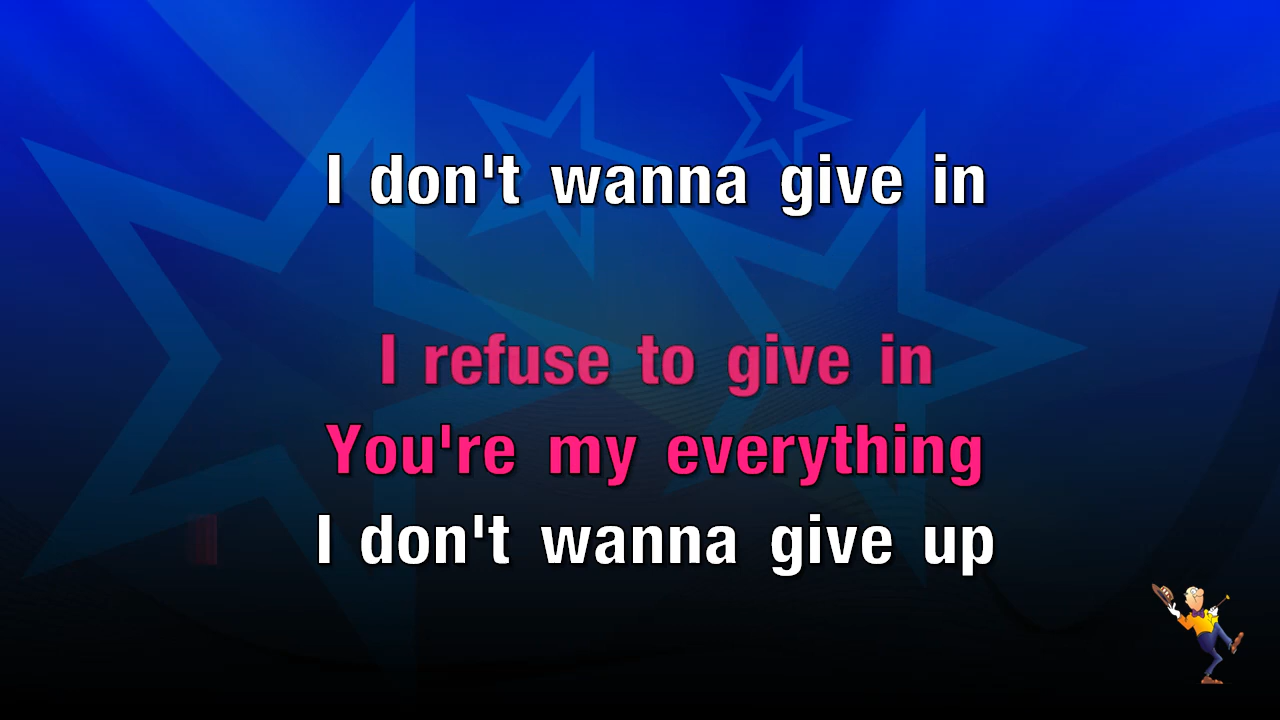 I don't wanna give in
I refuse to give in
You're my everything
I don't wanna give up